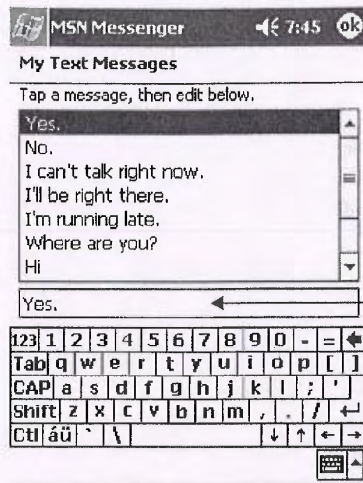 MSN Messenger 7:45 ok
My Text Messages
Tap a message, then edit below.
Yes.
No.
I can't talk right now.
I'll be right there.
I'm running late.
Where are you?
Hi
Yes.
123 1 2 3 4 5 6 7 8 9 0 - =
Tab q w e r t y u i o p [ ]
CAP a s d f g h j k l ; '
Shift z x c v b n m , . /
Ctl áü ` \